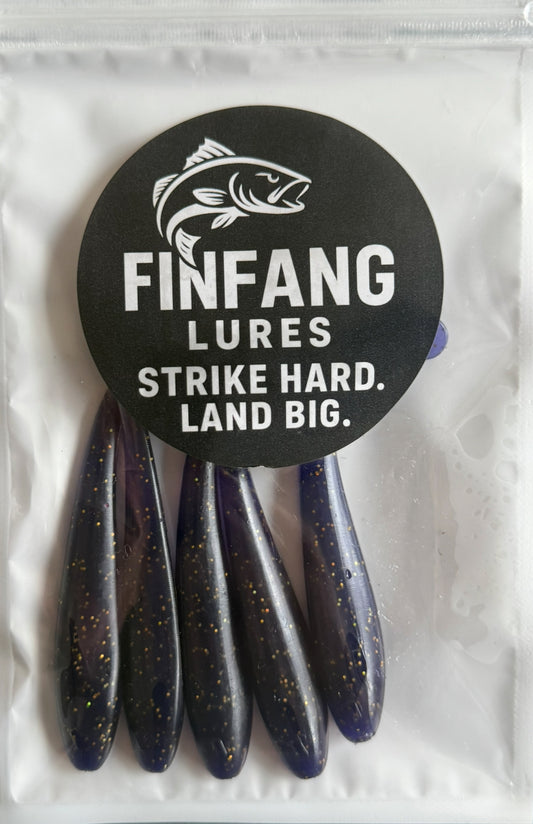 FINFANG
LURES
STRIKE HARD.
LAND BIG.